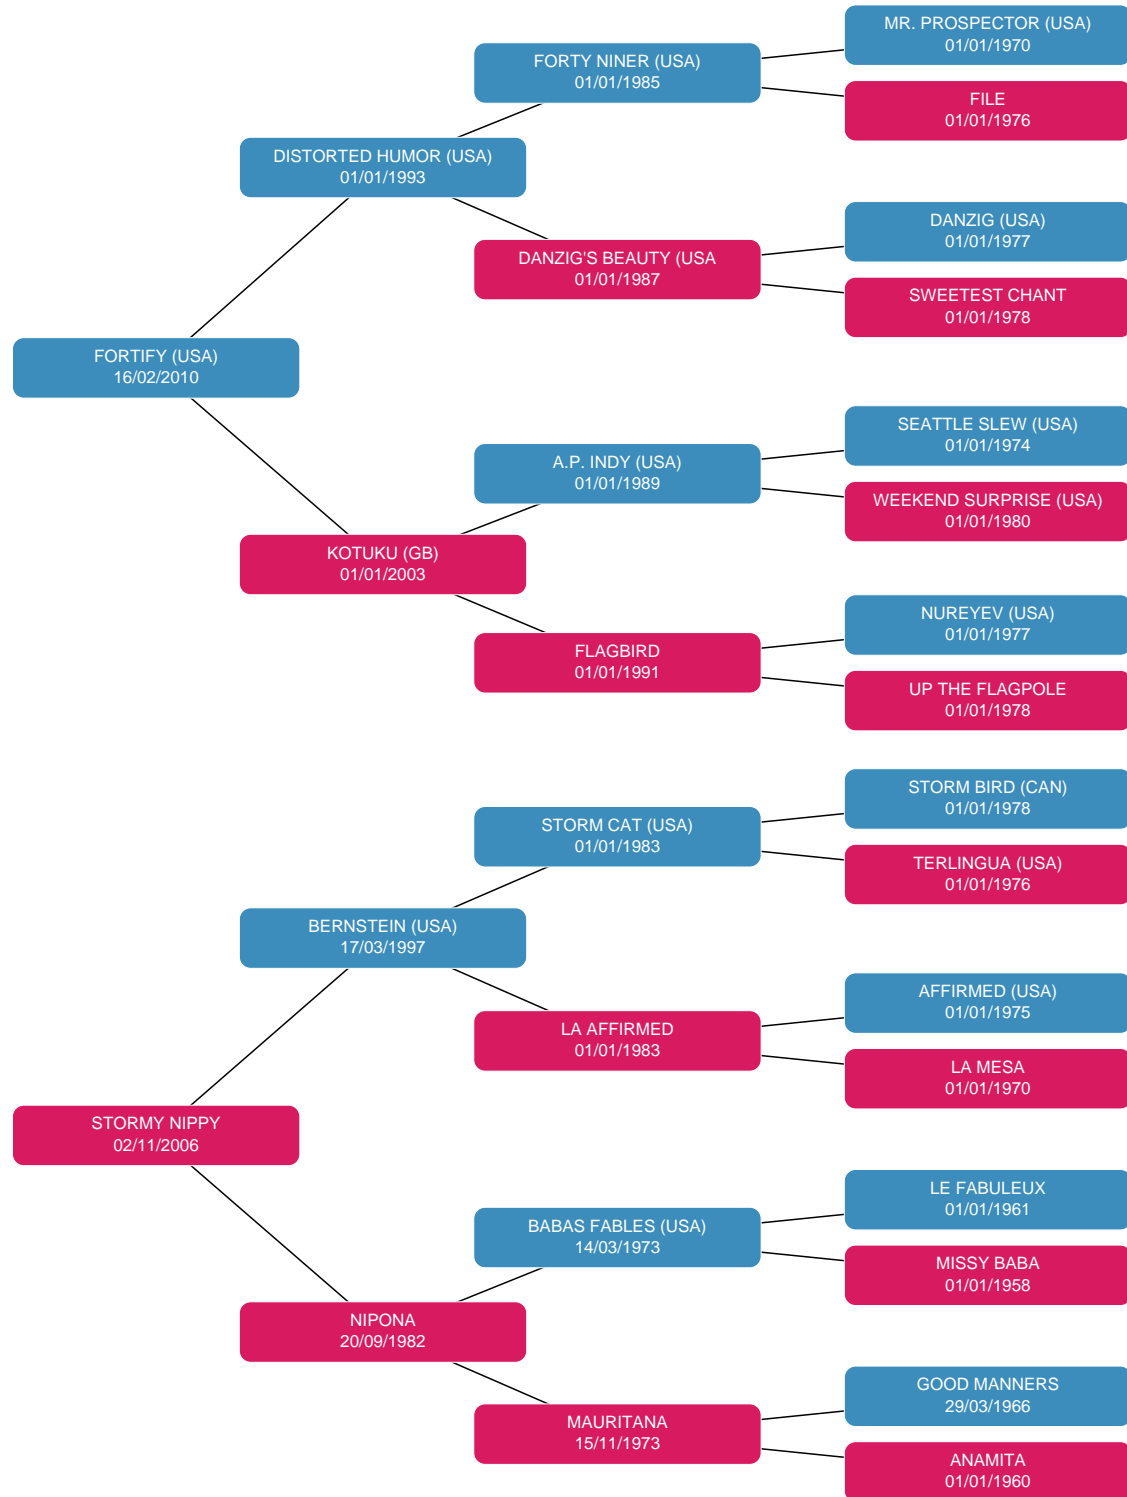 MR. PROSPECTOR (USA)
01/01/1970
FORTY NINER (USA)
01/01/1985
FILE
01/01/1976
DISTORTED HUMOR (USA)
01/01/1993
DANZIG (USA)
01/01/1977
DANZIG'S BEAUTY (USA
01/01/1987
SWEETEST CHANT
01/01/1978
FORTIFY (USA)
16/02/2010
SEATTLE SLEW (USA)
01/01/1974
A.P. INDY (USA)
01/01/1989
WEEKEND SURPRISE (USA)
01/01/1980
KOTUKU (GB)
01/01/2003
NUREYEV (USA)
01/01/1977
FLAGBIRD
01/01/1991
UP THE FLAGPOLE
01/01/1978
STORM BIRD (CAN)
01/01/1978
STORM CAT (USA)
01/01/1983
TERLINGUA (USA)
01/01/1976
BERNSTEIN (USA)
17/03/1997
AFFIRMED (USA)
01/01/1975
LA AFFIRMED
01/01/1983
LA MESA
01/01/1970
STORMY NIPPY
02/11/2006
LE FABULEUX
01/01/1961
BABAS FABLES (USA)
14/03/1973
MISSY BABA
01/01/1958
NIPONA
20/09/1982
GOOD MANNERS
29/03/1966
MAURITANA
15/11/1973
ANAMITA
01/01/1960